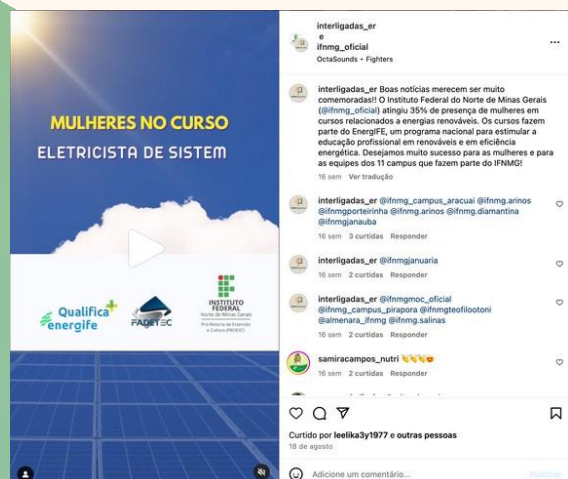 MULHERES NO CURSO
ELETRICISTA DE SISTEM
Qualifica
energife
FADETEC
INSTITUTO
FEDERAL
Norte de Minas Gerais
Pró-Reitoria de Extensão
e Cultura (PROEXC)
interligadas_er
e
ifnmg_oficial
OctaSounds • Fighters
interligadas_er Boas notícias merecem ser muito
comemoradas!! O Instituto Federal do Norte de Minas Gerais
(@ifnmg_oficial) atingiu 35% de presença de mulheres em
cursos relacionados a energias renováveis. Os cursos fazem
parte do EnergIFE, um programa nacional para estimular a
educação profissional em renováveis e em eficiência
energética. Desejamos muito sucesso para as mulheres e para
as equipes dos 11 campus que fazem parte do IFNMG!
16 sem Ver tradução
interligadas_er @ifnmg_campus_aracuai @ifnmg.arinos
@ifnmgporteirinha @ifnmg.arinos @ifnmg.diamantina
@ifnmgjanauba
16 sem 3 curtidas Responder
interligadas_er @ifnmgjanuaria
16 sem 2 curtidas Responder
interligadas_er @ifnmgmoc_oficial
@ifnmg_campus_pirapora @ifnmgteofilootoni
@almenara_ifnmg @ifnmg.salinas
16 sem 2 curtidas Responder
samiracampos_nutri 👏👏👏😍
16 sem 2 curtidas Responder
Curtido por leelika3y1977 e outras pessoas
18 de agosto
Adicione um comentário... Publicar